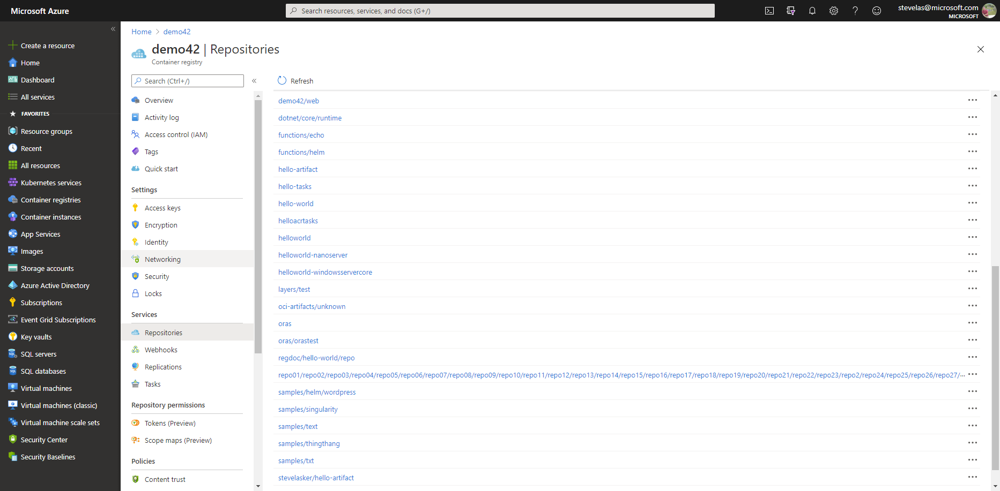 Microsoft Azure
Search resources, services, and docs (G+/)
stevelas@microsoft.com
MICROSOFT
Create a resource
Home
Dashboard
All services
FAVORITES
Resource groups
Recent
All resources
Kubernetes services
Container registries
Container instances
App Services
Images
Storage accounts
Azure Active Directory
Subscriptions
Event Grid Subscriptions
Key vaults
SQL servers
SQL databases
Virtual machines
Virtual machines (classic)
Virtual machine scale sets
Security Center
Security Baselines
Home > demo42
demo42 | Repositories
Container registry
Search (Ctrl+/)
Overview
Activity log
Access control (IAM)
Tags
Quick start
Settings
Access keys
Encryption
Identity
Networking
Security
Locks
Services
Repositories
Webhooks
Replications
Tasks
Repository permissions
Tokens (Preview)
Scope maps (Preview)
Policies
Content trust
Refresh
demo42/web
dotnet/core/runtime
functions/echo
functions/helm
hello-artifact
hello-tasks
hello-world
helloacrtasks
helloworld
helloworld-nanoserver
helloworld-windowsservercore
layers/test
oci-artifacts/unknown
oras
oras/orastest
regdoc/hello-world/repo
repo01/repo02/repo03/repo04/repo05/repo06/repo07/repo08/repo09/repo10/repo11/repo12/repo13/repo14/repo15/repo16/repo17/repo18/repo19/repo20/repo21/repo22/repo23/repo2/repo24/repo25/repo26/repo27/...
samples/helm/wordpress
samples/singularity
samples/text
samples/thingthang
samples/txt
stevelasker/hello-artifact